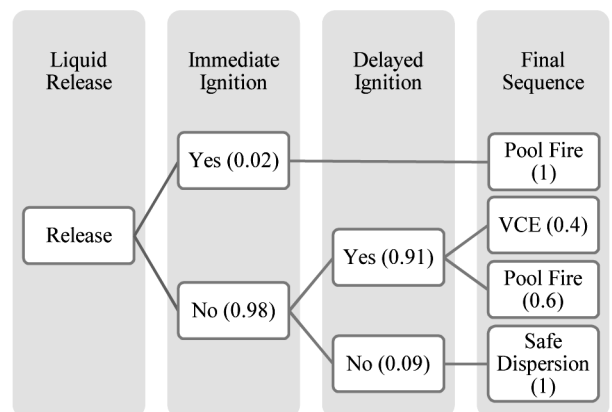 Liquid
Release
Immediate
Ignition
Delayed
Ignition
Final
Sequence
Release
Yes (0.02)
No (0.98)
Yes (0.91)
No (0.09)
Pool Fire
(1)
VCE (0.4)
Pool Fire
(0.6)
Safe
Dispersion
(1)